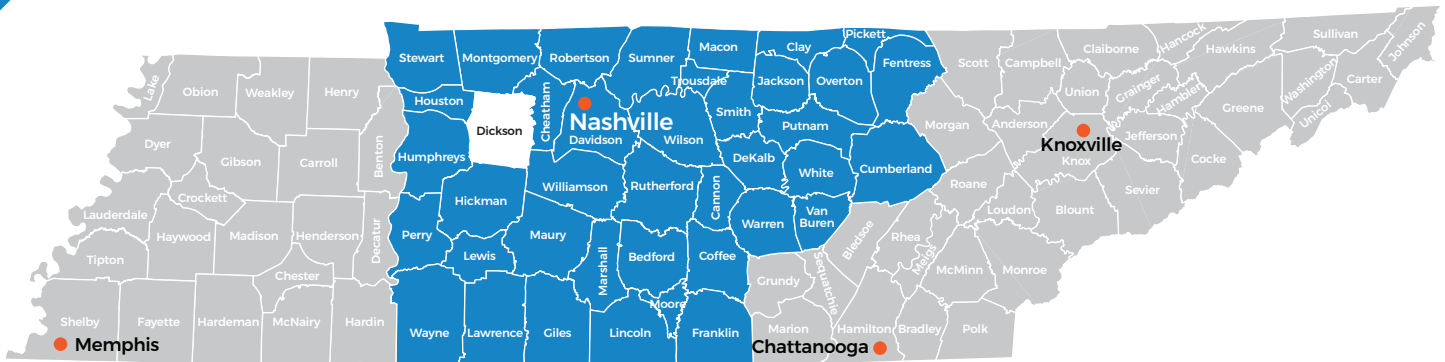 Stewart
Montgomery
Robertson
Sumner
Macon
Clay
Pickett
Fentress
Scott
Campbell
Claiborne
Hancock
Hawkins
Sullivan
Johnson
Lake
Obion
Weakley
Henry
Houston
Dickson
Cheatham
Nashville
Davidson
Trousdale
Wilson
Smith
Jackson
Overton
Putnam
Morgan
Anderson
Union
Grainger
Hamblen
Greene
Washington
Unicoi
Carter
Dyer
Gibson
Carroll
Benton
Humphreys
Hickman
Williamson
Rutherford
Cannon
DeKalb
White
Cumberland
Roane
Knoxville
Knox
Jefferson
Cocke
Sevier
Blount
Loudon
Lauderdale
Crockett
Haywood
Madison
Henderson
Decatur
Perry
Lewis
Maury
Marshall
Bedford
Coffee
Warren
Van
Buren
Bledsoe
Rhea
Meigs
McMinn
Monroe
Tipton
Chester
Grundy
Sequatchie
Shelby
Fayette
Hardeman
McNairy
Hardin
Wayne
Lawrence
Giles
Lincoln
Moore
Franklin
Marion
Hamilton
Bradley
Polk
Memphis
Chattanooga